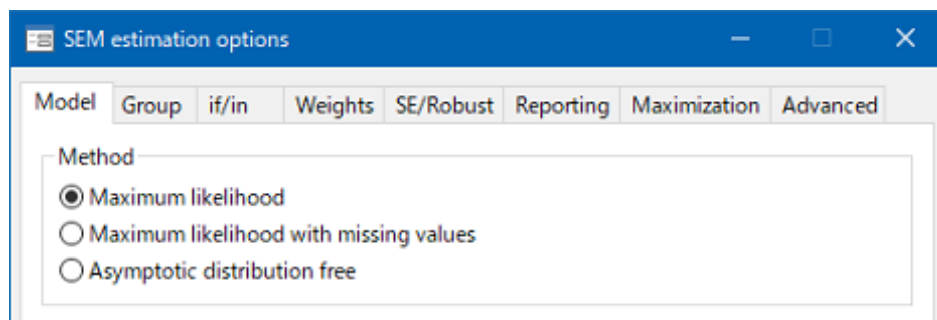 SEM estimation options
Model Group if/in Weights SE/Robust Reporting Maximization Advanced
Method
Maximum likelihood
Maximum likelihood with missing values
Asymptotic distribution free